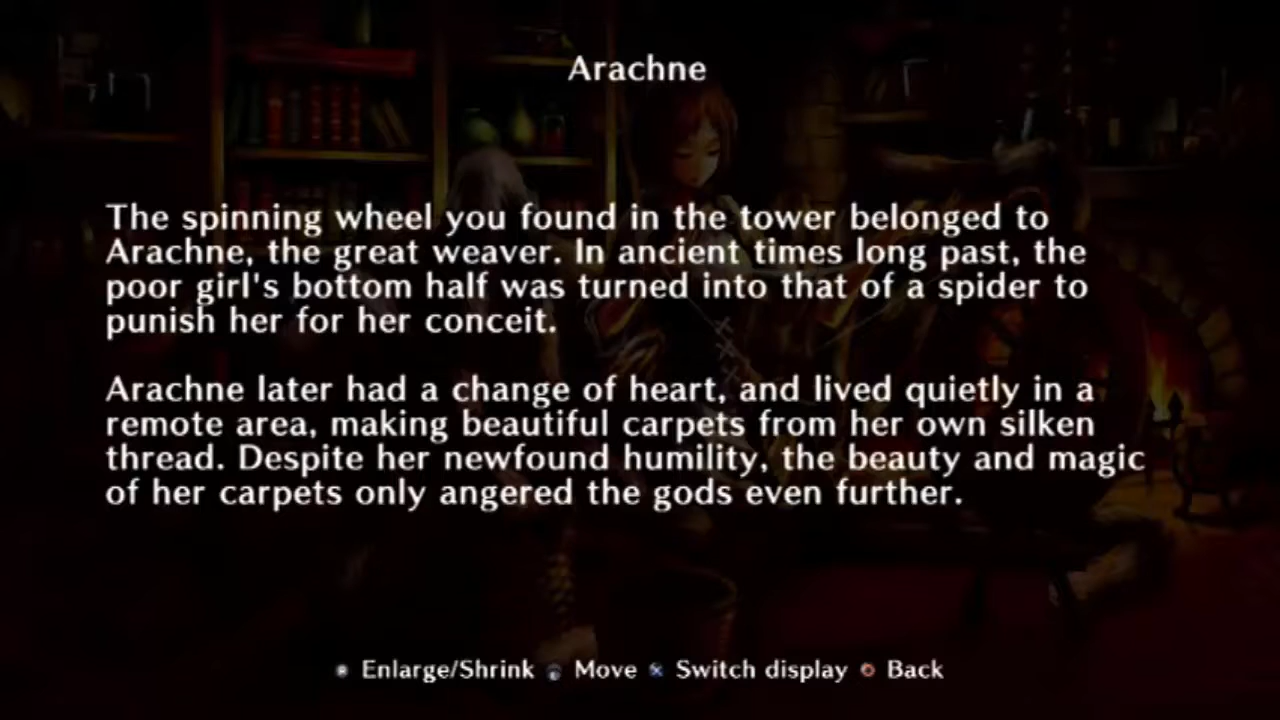 Arachne
The spinning wheel you found in the tower belonged to
Arachne, the great weaver. In ancient times long past, the
poor girl's bottom half was turned into that of a spider to
punish her for her conceit.
Arachne later had a change of heart, and lived quietly in a
remote area, making beautiful carpets from her own silken
thread. Despite her newfound humility, the beauty and magic
of her carpets only angered the gods even further.
Enlarge/Shrink Move Switch display Back